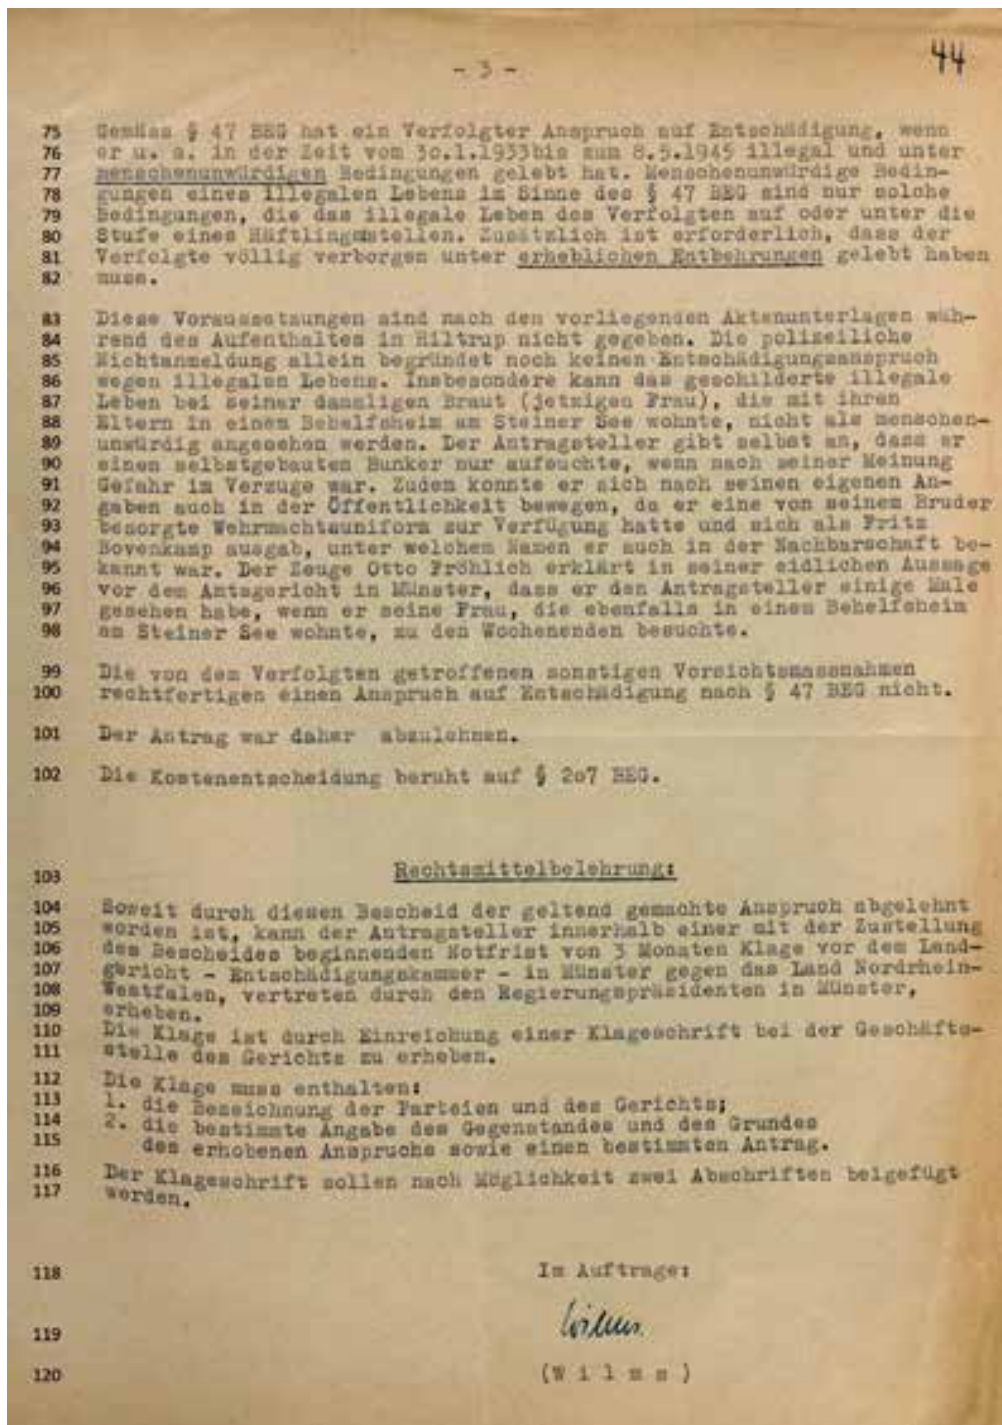 - 3 -
44
75 Gemäss § 47 BEG hat ein Verfolgter Anspruch auf Entschädigung, wenn
76 er u. a. in der Zeit vom 30.1.1933bis zum 8.5.1945 illegal und unter
77 menschenunwürdigen Bedingungen gelebt hat. Menschenunwürdige Bedin-
78 gungen eines illegalen Lebens im Sinne des § 47 BEG sind nur solche
79 Bedingungen, die das illegale Leben des Verfolgten auf oder unter die
80 Stufe eines Häftlings stellen. Zusätzlich ist erforderlich, dass der
81 Verfolgte völlig verborgen unter erheblichen Entbehrungen gelebt haben
82 muss.
83 Diese Voraussetzungen sind nach den vorliegenden Aktenunterlagen wäh-
84 rend des Aufenthaltes in Hiltrup nicht gegeben. Die polizeiliche
85 Nichtanmeldung allein begründet noch keinen Entschädigungsanspruch
86 wegen illegalen Lebens. Insbesondere kann das geschilderte illegale
87 Leben bei seiner damaligen Braut (jetzigen Frau), die mit ihren
88 Eltern in einem Behelfsheim am Steiner See wohnte, nicht als menschen-
89 unwürdig angesehen werden. Der Antragsteller gibt selbst an, dass er
90 einen selbstgebauten Bunker nur aufsuchte, wenn nach seiner Meinung
91 Gefahr im Verzuge war. Zudem konnte er sich nach seinen eigenen An-
92 gaben auch in der Öffentlichkeit bewegen, da er eine von seinem Bruder
93 besorgte Wehrmachtsuniform zur Verfügung hatte und sich als Fritz
94 Bovenkamp ausgab, unter welchem Namen er auch in der Nachbarschaft be-
95 kannt war. Der Zeuge Otto Fröhlich erklärt in seiner eidlichen Aussage
96 vor dem Amtsgericht in Münster, dass er den Antragsteller einige Male
97 gesehen habe, wenn er seine Frau, die ebenfalls in einem Behelfsheim
98 am Steiner See wohnte, zu den Wochenenden besuchte.
99 Die von dem Verfolgten getroffenen sonstigen Vorsichtsmassnahmen
100 rechtfertigen einen Anspruch auf Entschädigung nach § 47 BEG nicht.
101 Der Antrag war daher abzulehnen.
102 Die Kostenentscheidung beruht auf § 2o7 BEG.
103 Rechtsmittelbelehrung:
104 Soweit durch diesen Bescheid der geltend gemachte Anspruch abgelehnt
105 worden ist, kann der Antragsteller innerhalb einer mit der Zustellung
106 des Bescheides beginnenden Notfrist von 3 Monaten Klage vor dem Land-
107 gericht - Entschädigungskammer - in Münster gegen das Land Nordrhein-
108 Westfalen, vertreten durch den Regierungspräsidenten in Münster,
109 erheben.
110 Die Klage ist durch Einreichung einer Klageschrift bei der Geschäfts-
111 stelle des Gerichts zu erheben.
112 Die Klage muss enthalten:
113 1. die Bezeichnung der Parteien und des Gerichts;
114 2. die bestimmte Angabe des Gegenstandes und des Grundes
115 des erhobenen Anspruchs sowie einen bestimmten Antrag.
116 Der Klageschrift sollen nach Möglichkeit zwei Abschriften beigefügt
117 werden.
118 Im Auftrage:
119 Wilms
120 (W i l m s )